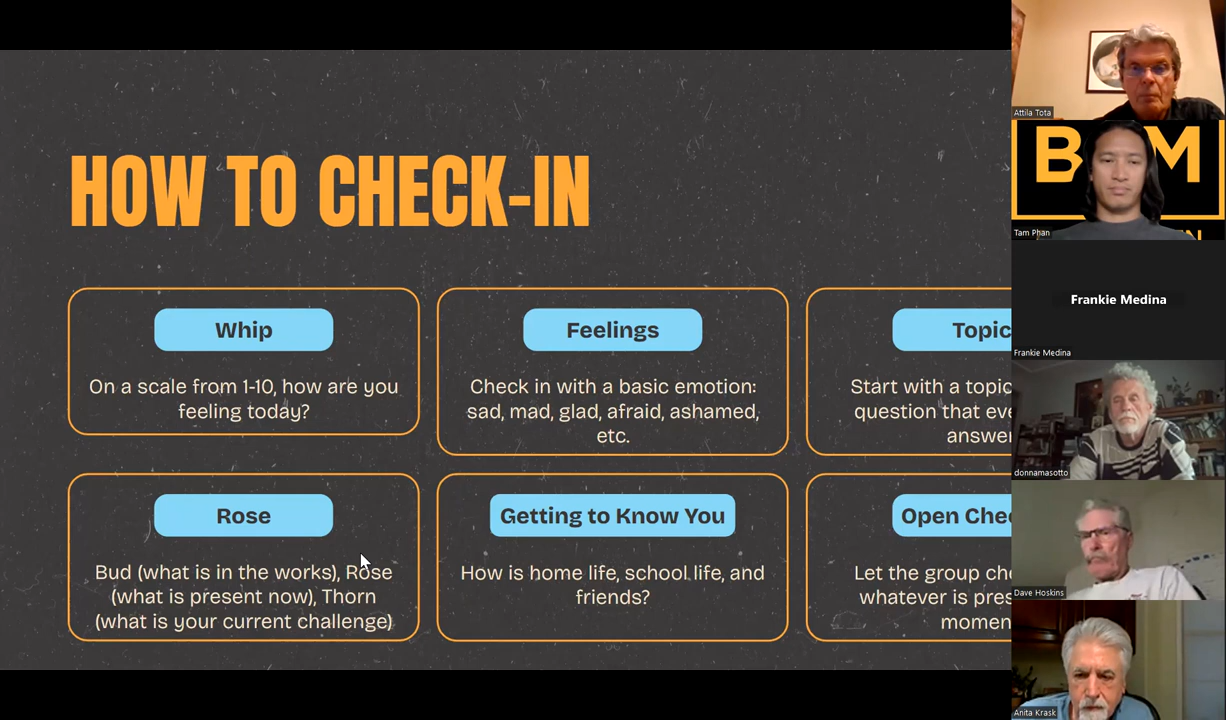 HOW TO CHECK-IN
Whip
On a scale from 1-10, how are you
feeling today?
Feelings
Check in with a basic emotion:
sad, mad, glad, afraid, ashamed,
etc.
Topic
Start with a topic
question that eve
answer
Rose
Bud (what is in the works), Rose
(what is present now), Thorn
(what is your current challenge)
Getting to Know You
How is home life, school life, and
friends?
Open Chec
Let the group che
whatever is pres
momen
Attila Tota
B M
Tam Phan
Frankie Medina
Frankie Medina
donnamasotto
Dave Hoskins
Anita Krask